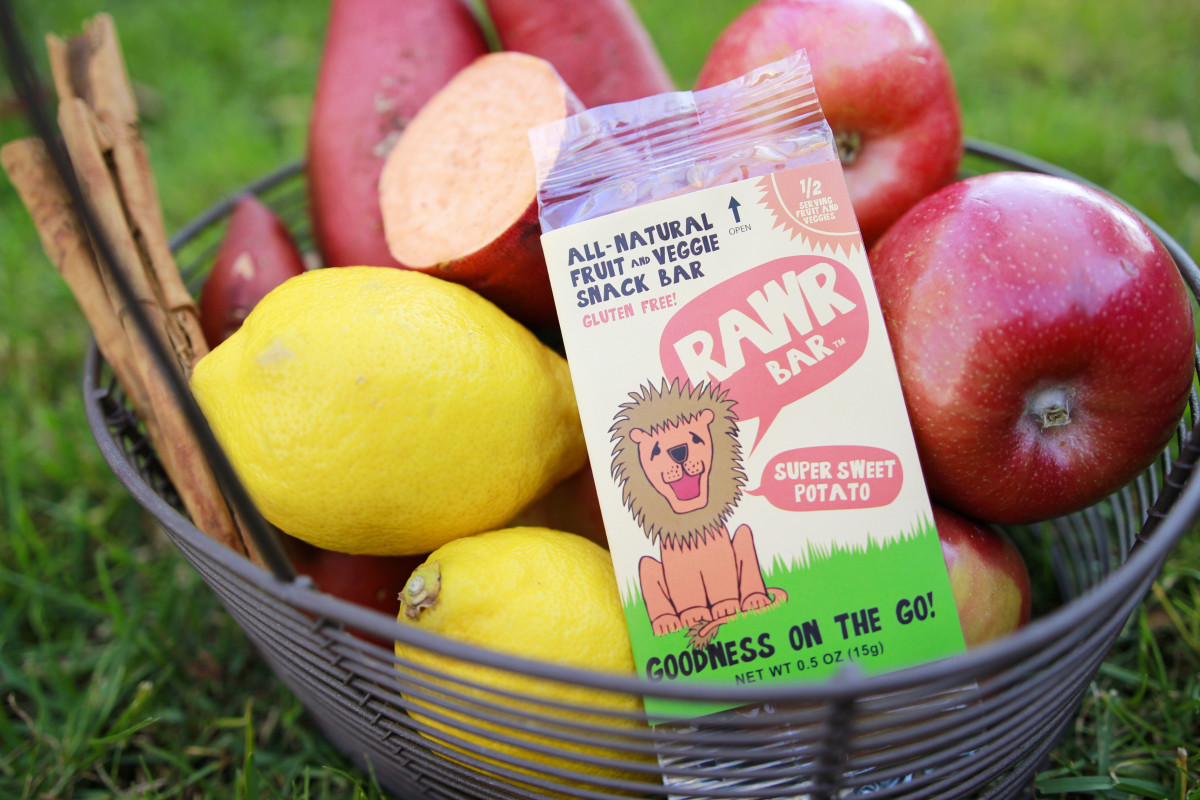 ALL-NATURAL
FRUIT AND VEGGIE
SNACK BAR
GLUTEN FREE!
OPEN
1/2
SERVING
FRUIT AND
VEGGIES
RAWR
BAR™
SUPER SWEET
POTATO
GOODNESS ON THE GO!
NET WT 0.5 OZ (15g)